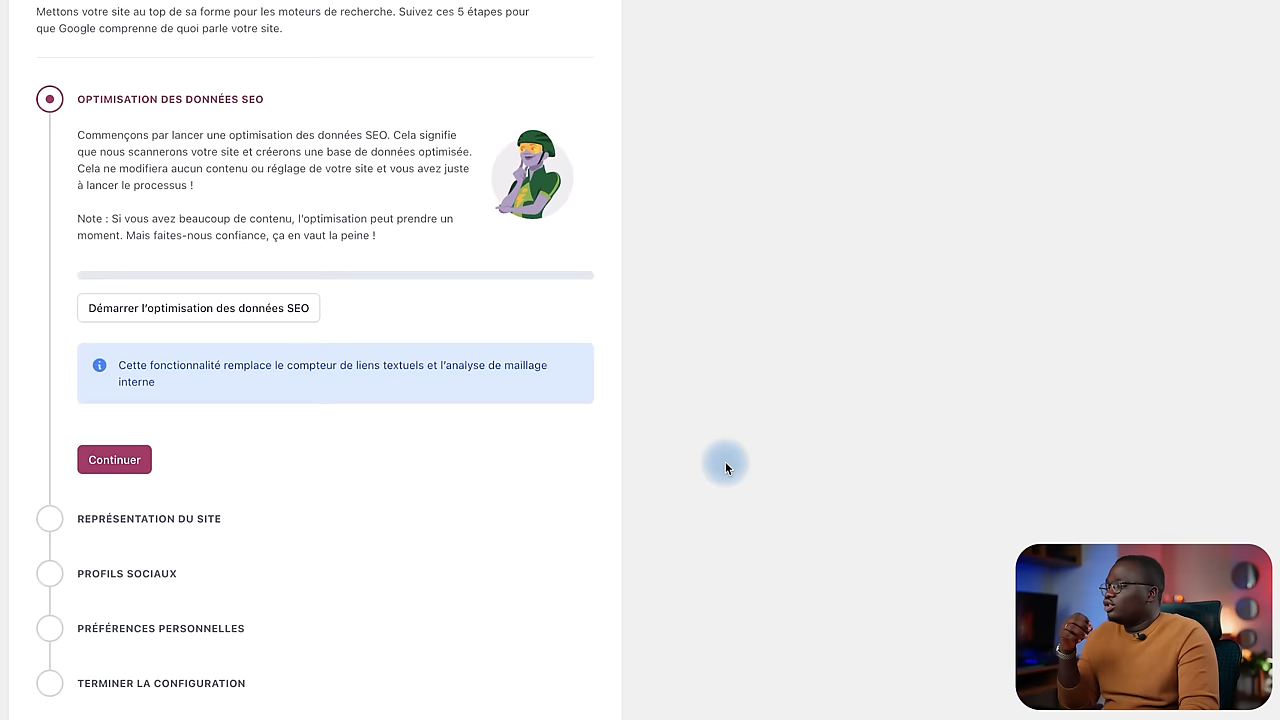 Mettons votre site au top de sa forme pour les moteurs de recherche. Suivez ces 5 étapes pour
que Google comprenne de quoi parle votre site.
OPTIMISATION DES DONNÉES SEO
Commençons par lancer une optimisation des données SEO. Cela signifie
que nous scannerons votre site et créerons une base de données optimisée.
Cela ne modifiera aucun contenu ou réglage de votre site et vous avez juste
à lancer le processus !
Note : Si vous avez beaucoup de contenu, l’optimisation peut prendre un
moment. Mais faites-nous confiance, ça en vaut la peine !
Démarrer l’optimisation des données SEO
Cette fonctionnalité remplace le compteur de liens textuels et l’analyse de maillage
interne
Continuer
REPRÉSENTATION DU SITE
PROFILS SOCIAUX
PRÉFÉRENCES PERSONNELLES
TERMINER LA CONFIGURATION